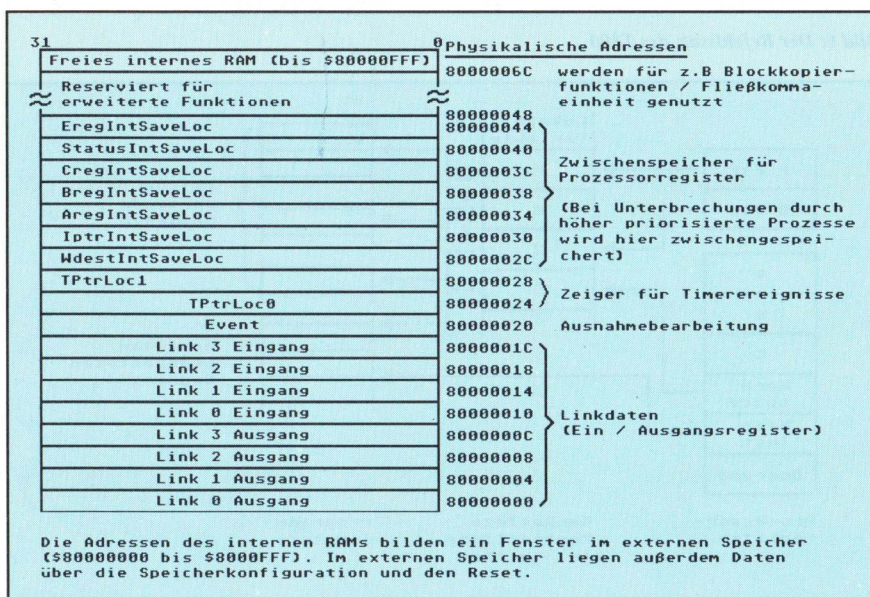 31 0 Physikalische Adressen
Freies internes RAM (bis $80000FFF)
8000006C werden für z.B Blockkopier-
funktionen / Fließkomma-
einheit genutzt
Reserviert für
erweiterte Funktionen
80000048
EregIntSaveLoc 80000044
StatusIntSaveLoc 80000040
CregIntSaveLoc 8000003C
BregIntSaveLoc 80000038
AregIntSaveLoc 80000034
IptrIntSaveLoc 80000030
WdestIntSaveLoc 8000002C
Zwischenspeicher für
Prozessorregister
(Bei Unterbrechungen durch
höher priorisierte Prozesse
wird hier zwischengespei-
chert)
TPtrLoc1 80000028
TPtrLoc0 80000024
Zeiger für Timerereignisse
Event 80000020 Ausnahmebearbeitung
Link 3 Eingang 8000001C
Link 2 Eingang 80000018
Link 1 Eingang 80000014
Link 0 Eingang 80000010
Link 3 Ausgang 8000000C
Link 2 Ausgang 80000008
Link 1 Ausgang 80000004
Link 0 Ausgang 80000000
Linkdaten
(Ein / Ausgangsregister)
Die Adressen des internen RAMs bilden ein Fenster im externen Speicher
($80000000 bis $8000FFF). Im externen Speicher liegen außerdem Daten
über die Speicherkonfiguration und den Reset.